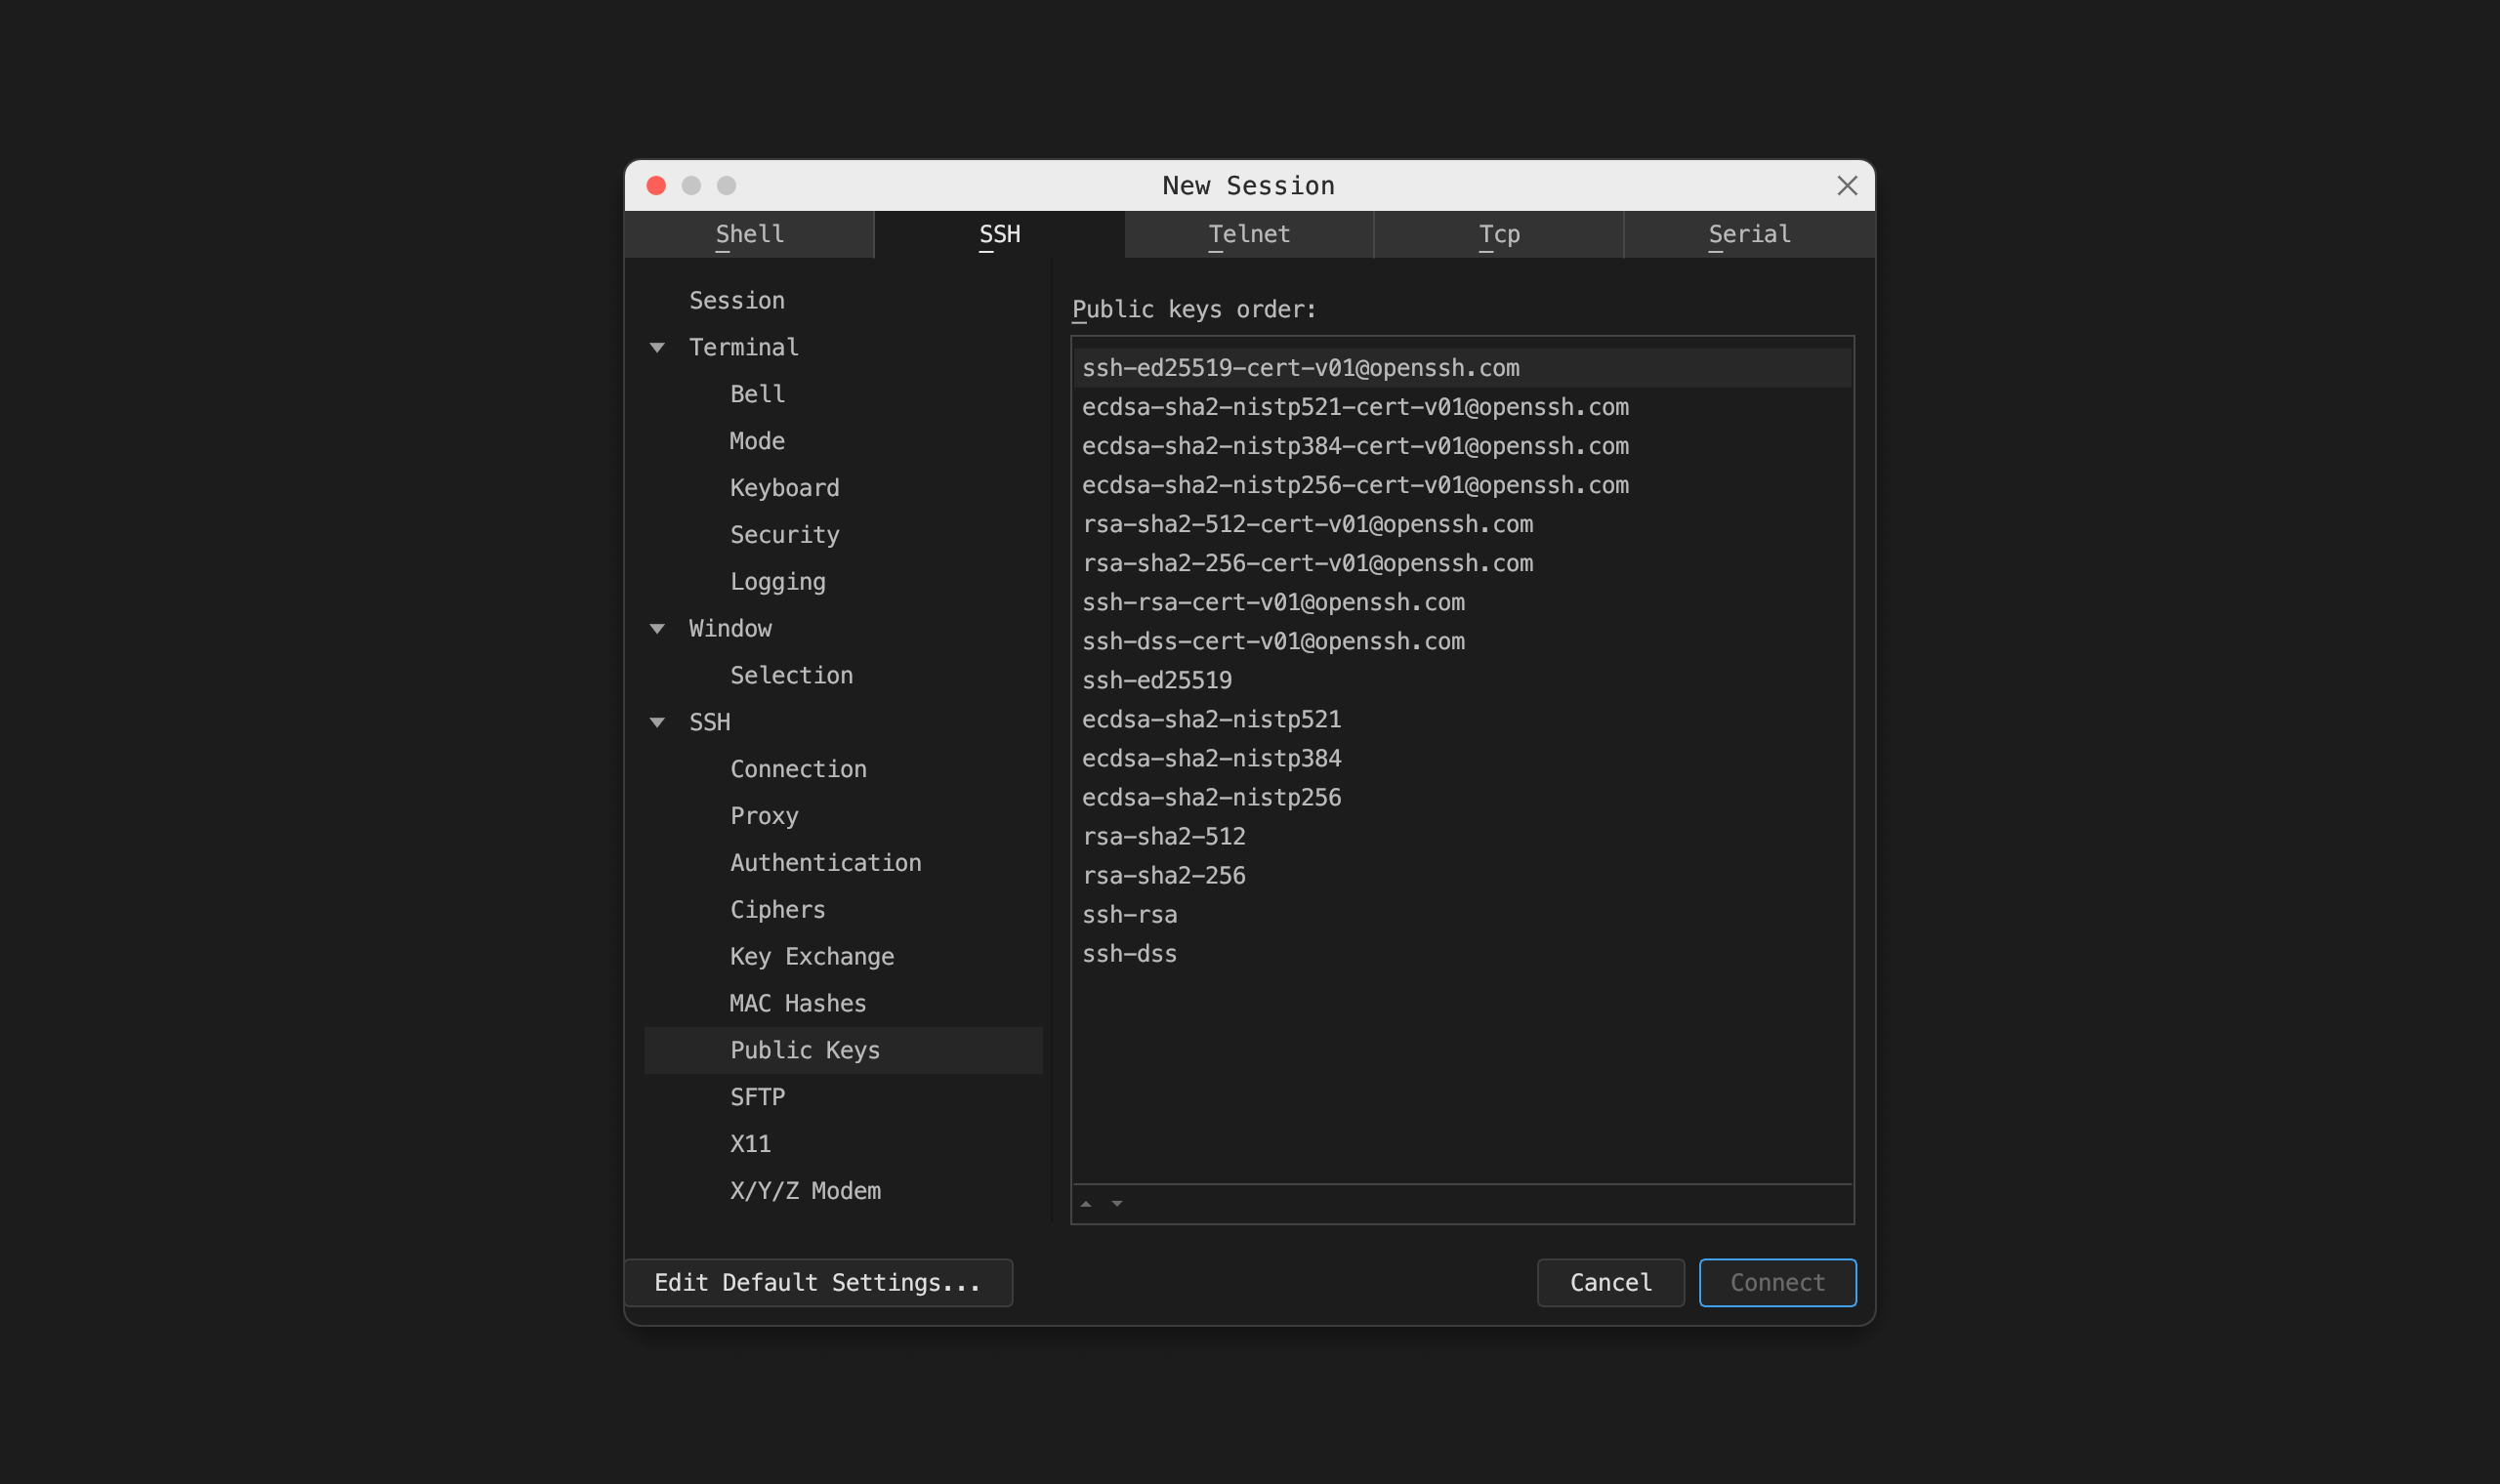 New Session
Shell
SSH
Telnet
Tcp
Serial
Session
Terminal
Bell
Mode
Keyboard
Security
Logging
Window
Selection
SSH
Connection
Proxy
Authentication
Ciphers
Key Exchange
MAC Hashes
Public Keys
SFTP
X11
X/Y/Z Modem
Public keys order:
ssh-ed25519-cert-v01@openssh.com
ecdsa-sha2-nistp521-cert-v01@openssh.com
ecdsa-sha2-nistp384-cert-v01@openssh.com
ecdsa-sha2-nistp256-cert-v01@openssh.com
rsa-sha2-512-cert-v01@openssh.com
rsa-sha2-256-cert-v01@openssh.com
ssh-rsa-cert-v01@openssh.com
ssh-dss-cert-v01@openssh.com
ssh-ed25519
ecdsa-sha2-nistp521
ecdsa-sha2-nistp384
ecdsa-sha2-nistp256
rsa-sha2-512
rsa-sha2-256
ssh-rsa
ssh-dss
Edit Default Settings...
Cancel
Connect